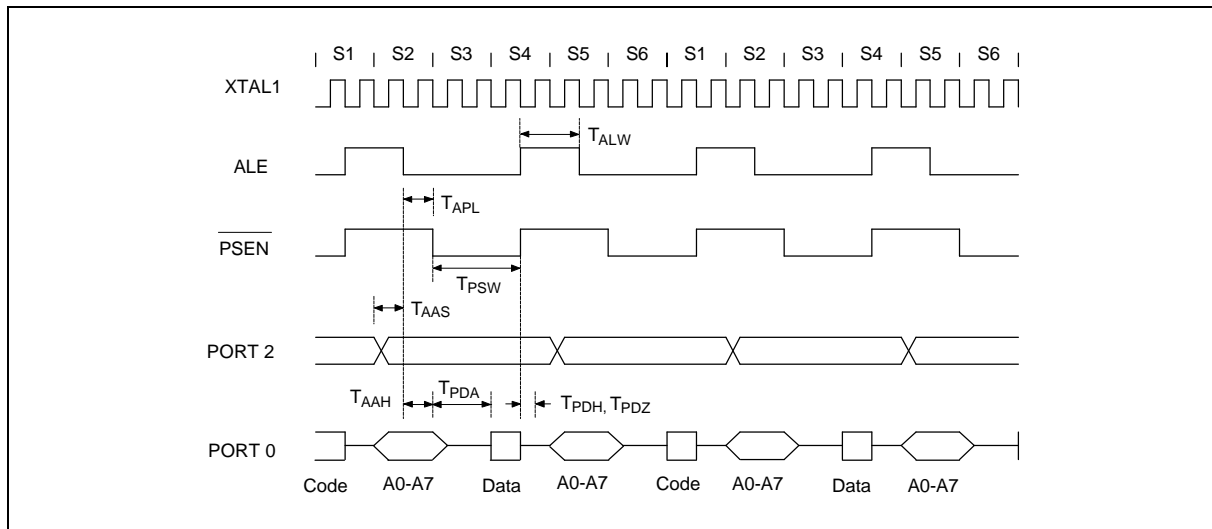 S1 S2 S3 S4 S5 S6 S1 S2 S3 S4 S5 S6
XTAL1
TALW
ALE
TAPL
PSEN
TPSW
TAAS
PORT 2
TAAH TPDA TPDH, TPDZ
PORT 0
Code A0-A7 Data A0-A7 Code A0-A7 Data A0-A7